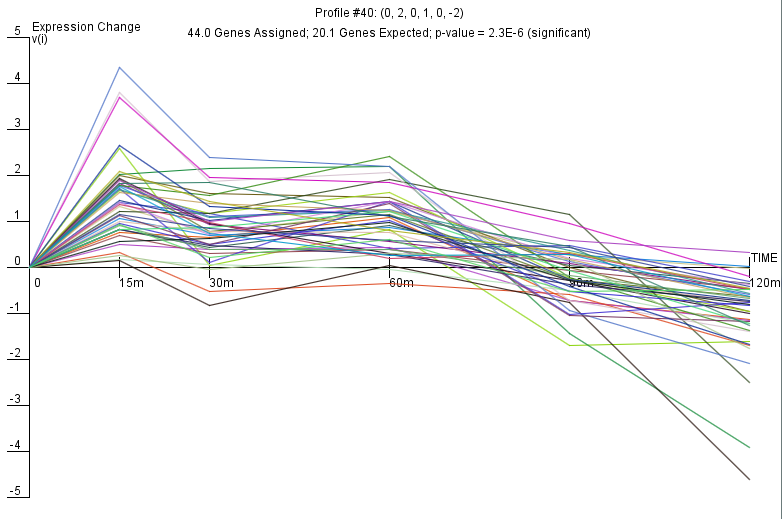 Profile #40: (0, 2, 0, 1, 0, -2)
Expression Change
v(i)
44.0 Genes Assigned; 20.1 Genes Expected; p-value = 2.3E-6 (significant)
5
4
3
2
1
0
-1
-2
-3
-4
-5
TIME
0
15m
30m
60m
90m
120m